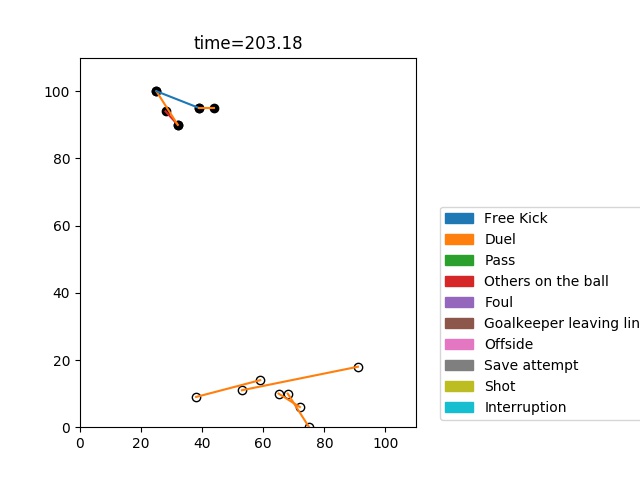 time=203.18
100
80
60
40
20
0
0 20 40 60 80 100
Free Kick
Duel
Pass
Others on the ball
Foul
Goalkeeper leaving lin
Offside
Save attempt
Shot
Interruption